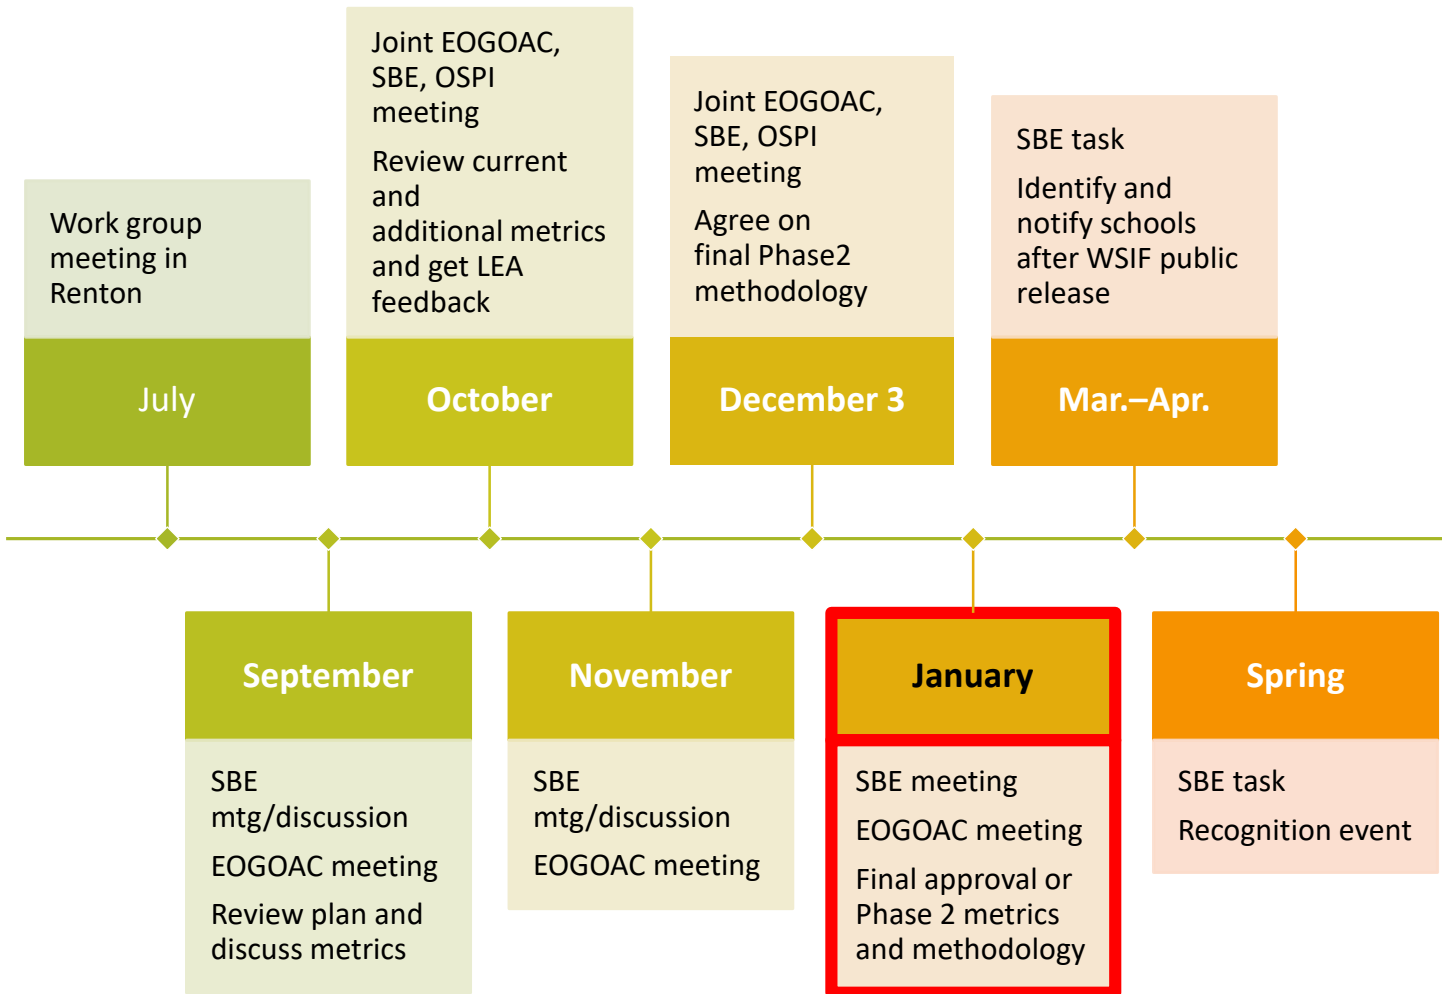 Work group
meeting in
Renton
July
Joint EOGOAC,
SBE, OSPI
meeting
Review current
and
additional metrics
and get LEA
feedback
October
Joint EOGOAC,
SBE, OSPI
meeting
Agree on
final Phase2
methodology
December 3
SBE task
Identify and
notify schools
after WSIF public
release
Mar.–Apr.
September
SBE
mtg/discussion
EOGOAC meeting
Review plan and
discuss metrics
November
SBE
mtg/discussion
EOGOAC meeting
January
SBE meeting
EOGOAC meeting
Final approval or
Phase 2 metrics
and methodology
Spring
SBE task
Recognition event